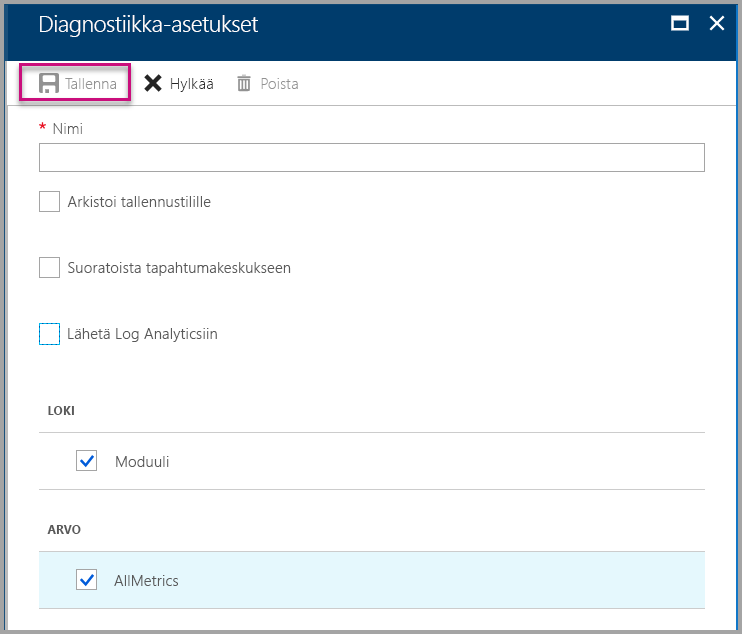 Diagnostiikka-asetukset
Tallenna Hylkää Poista
* Nimi
Arkistoi tallennustilille
Suoratoista tapahtumakeskukseen
Lähetä Log Analyticsiin
LOKI
Moduuli
ARVO
AllMetrics